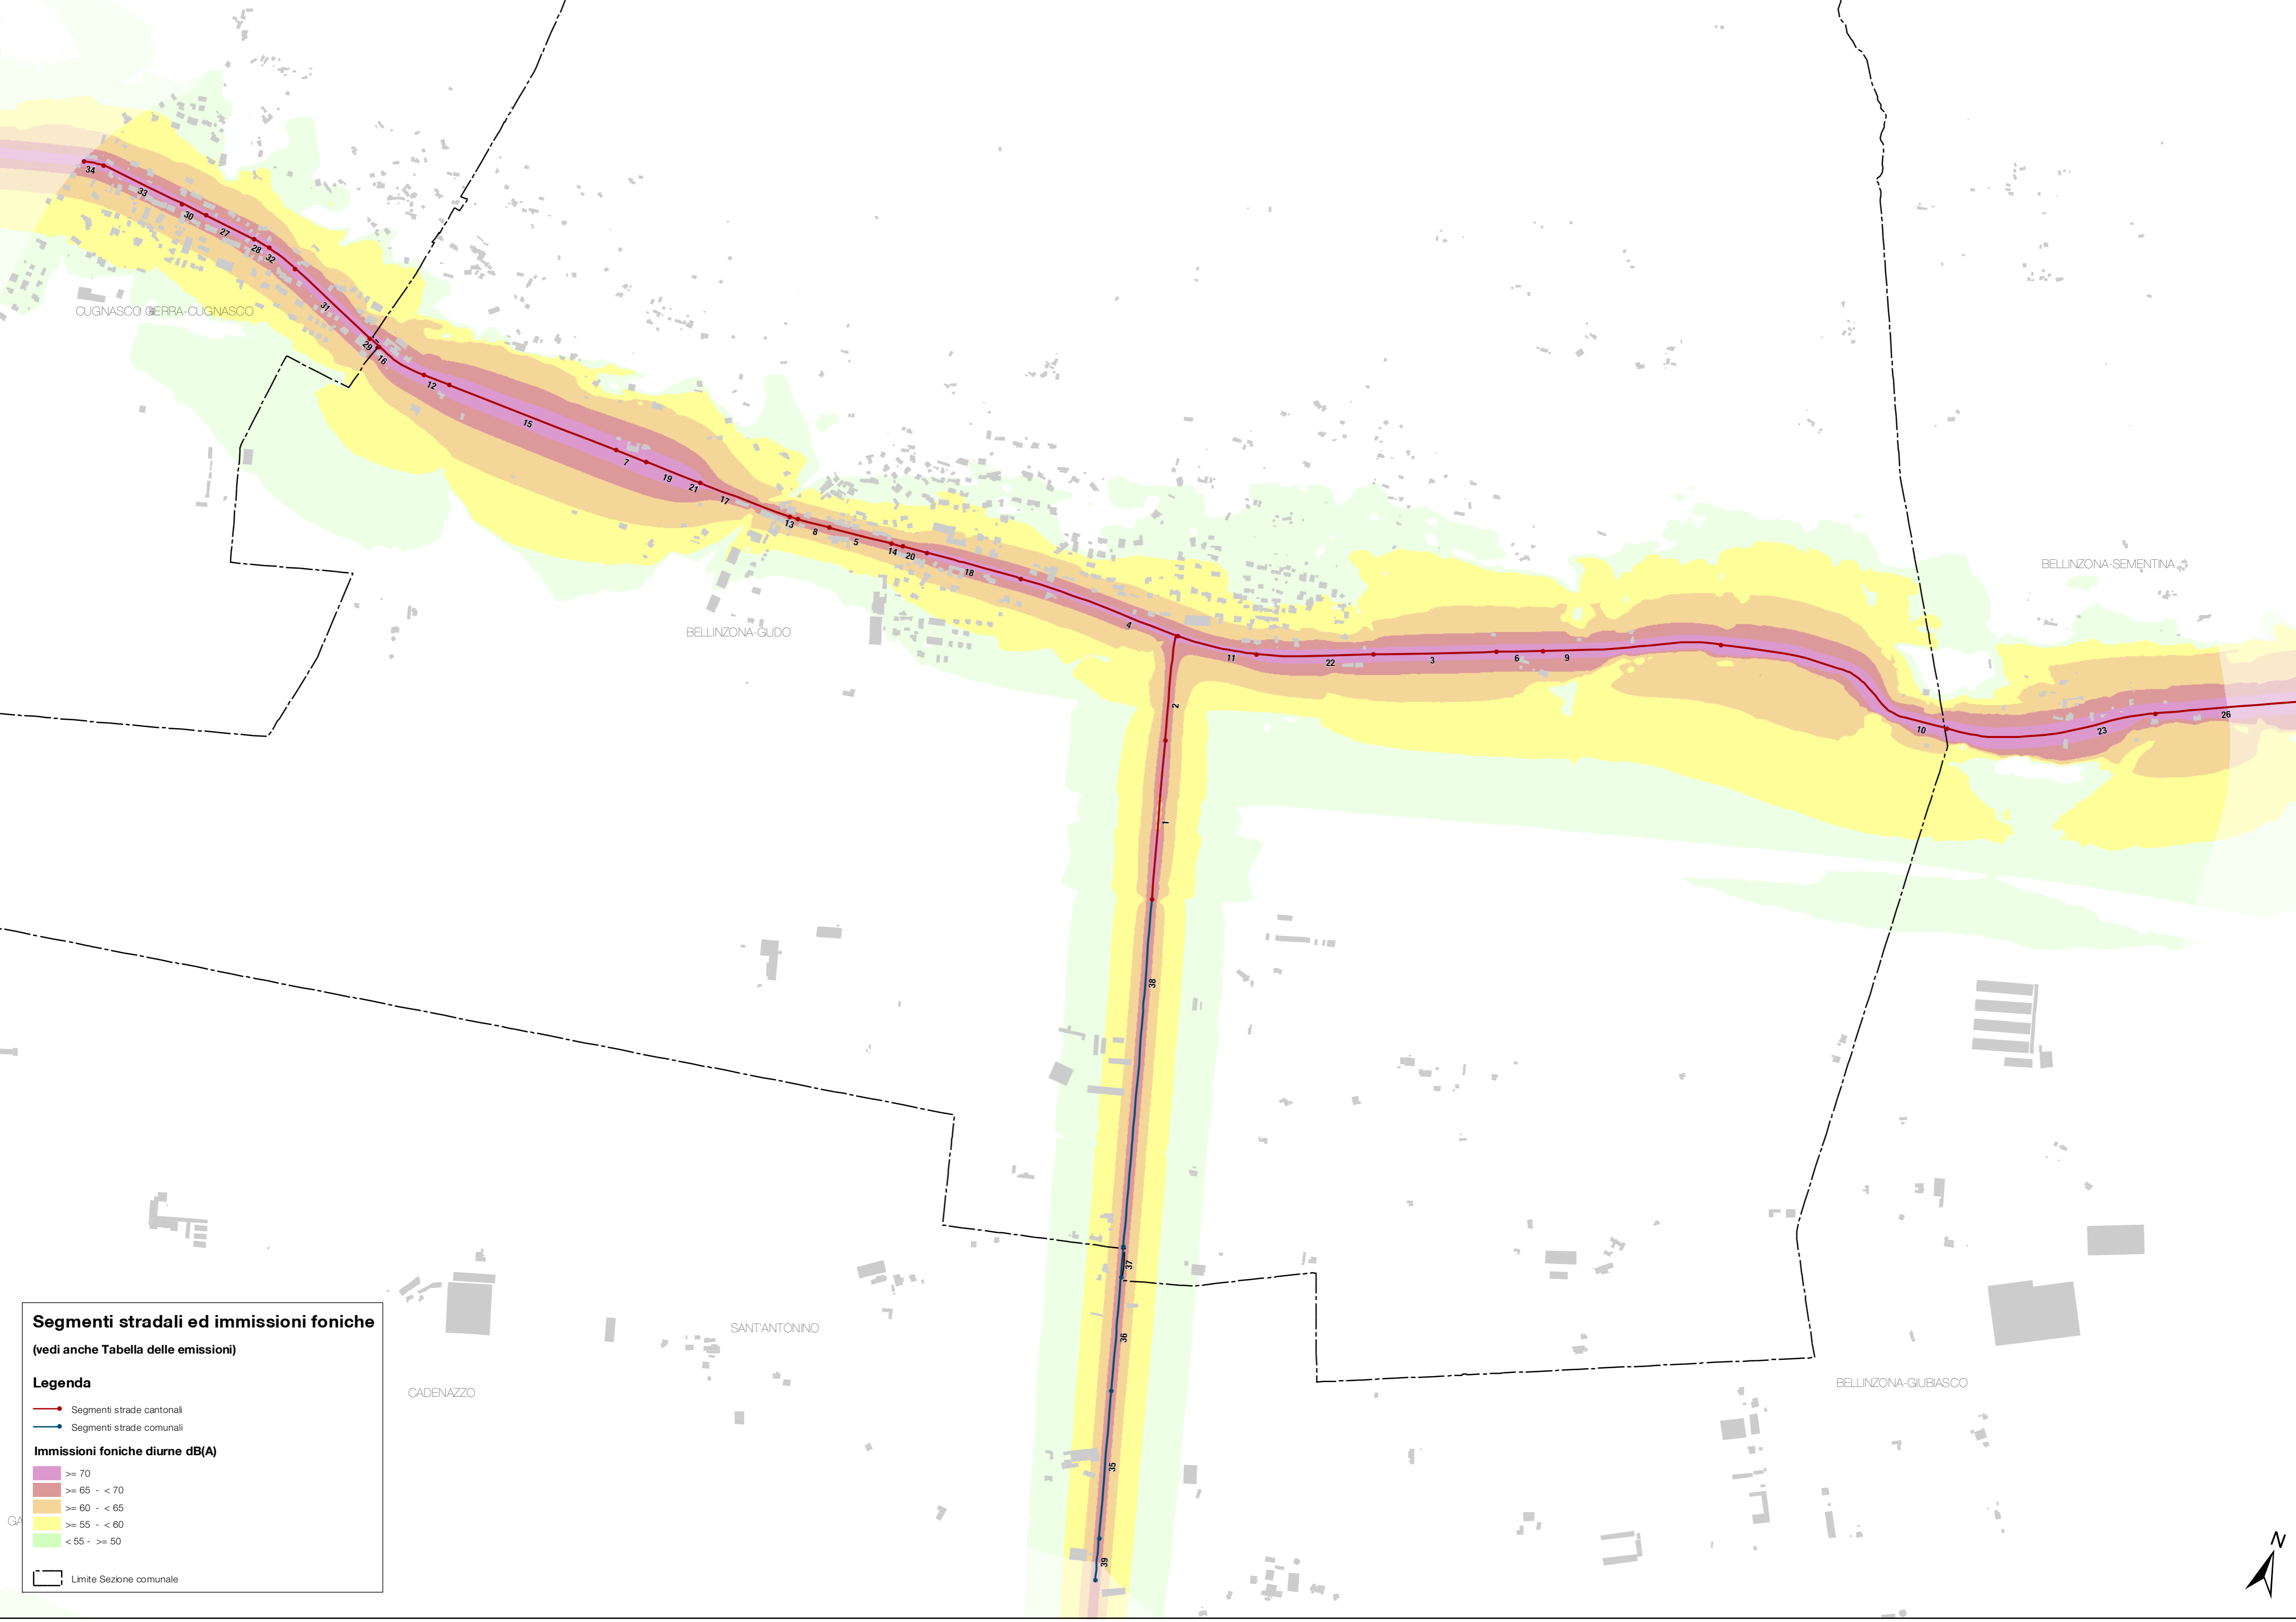 34
33
30
27
28
32
31
CUGNASCO GERRA-CUGNASCO
29
16
12
15
7
19
21
17
13
8
5
14
20
18
BELLINZONA-SEMENTINA
BELLINZONA-GUDO
4
11
22
3
6
9
2
10
23
26
1
38
37
36
SANT'ANTONINO
CADENAZZO
BELLINZONA-GIUBIASCO
35
39
GA
Segmenti stradali ed immissioni foniche
(vedi anche Tabella delle emissioni)
Legenda
Segmenti strade cantonali
Segmenti strade comunali
Immissioni foniche diurne dB(A)
>= 70
>= 65 - < 70
>= 60 - < 65
>= 55 - < 60
< 55 - >= 50
Limite Sezione comunale
N